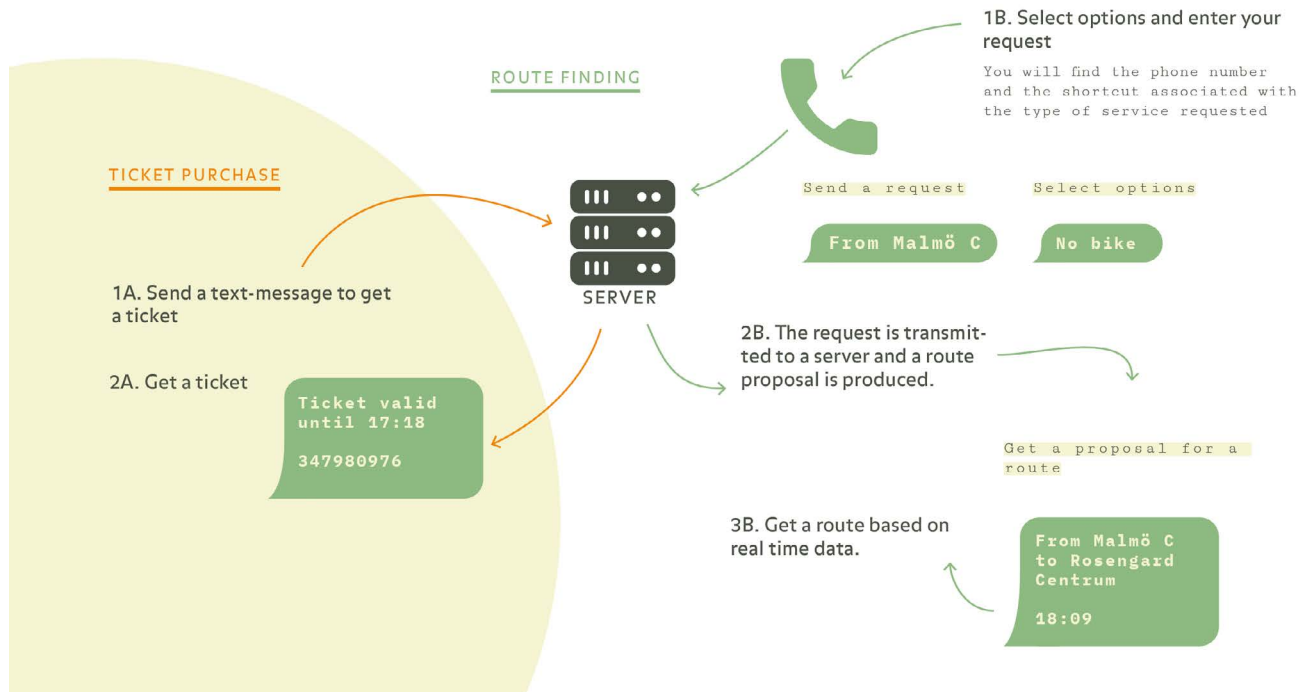 TICKET PURCHASE
1A. Send a text-message to get
a ticket
2A. Get a ticket
Ticket valid
until 17:18
347980976
SERVER
ROUTE FINDING
1B. Select options and enter your
request
You will find the phone number
and the shortcut associated with
the type of service requested
Send a request
From Malmö C
Select options
No bike
2B. The request is transmit-
ted to a server and a route
proposal is produced.
Get a proposal for a
route
From Malmö C
to Rosengard
Centrum
18:09
3B. Get a route based on
real time data.